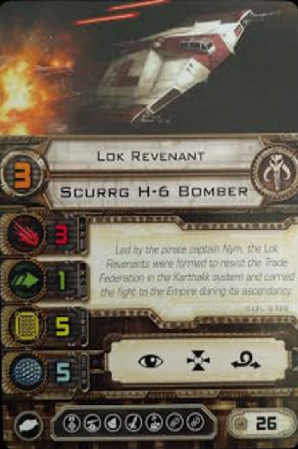 LOK REVENANT
3
SCURRG H-6 BOMBER
3
1
5
5
Led by the pirate captain Nym, the Lok
Revenants were formed to resist the Trade
Federation in the Karthakk system and carried
the fight to the Empire during its ascendancy.
©LFL ©FFG
26